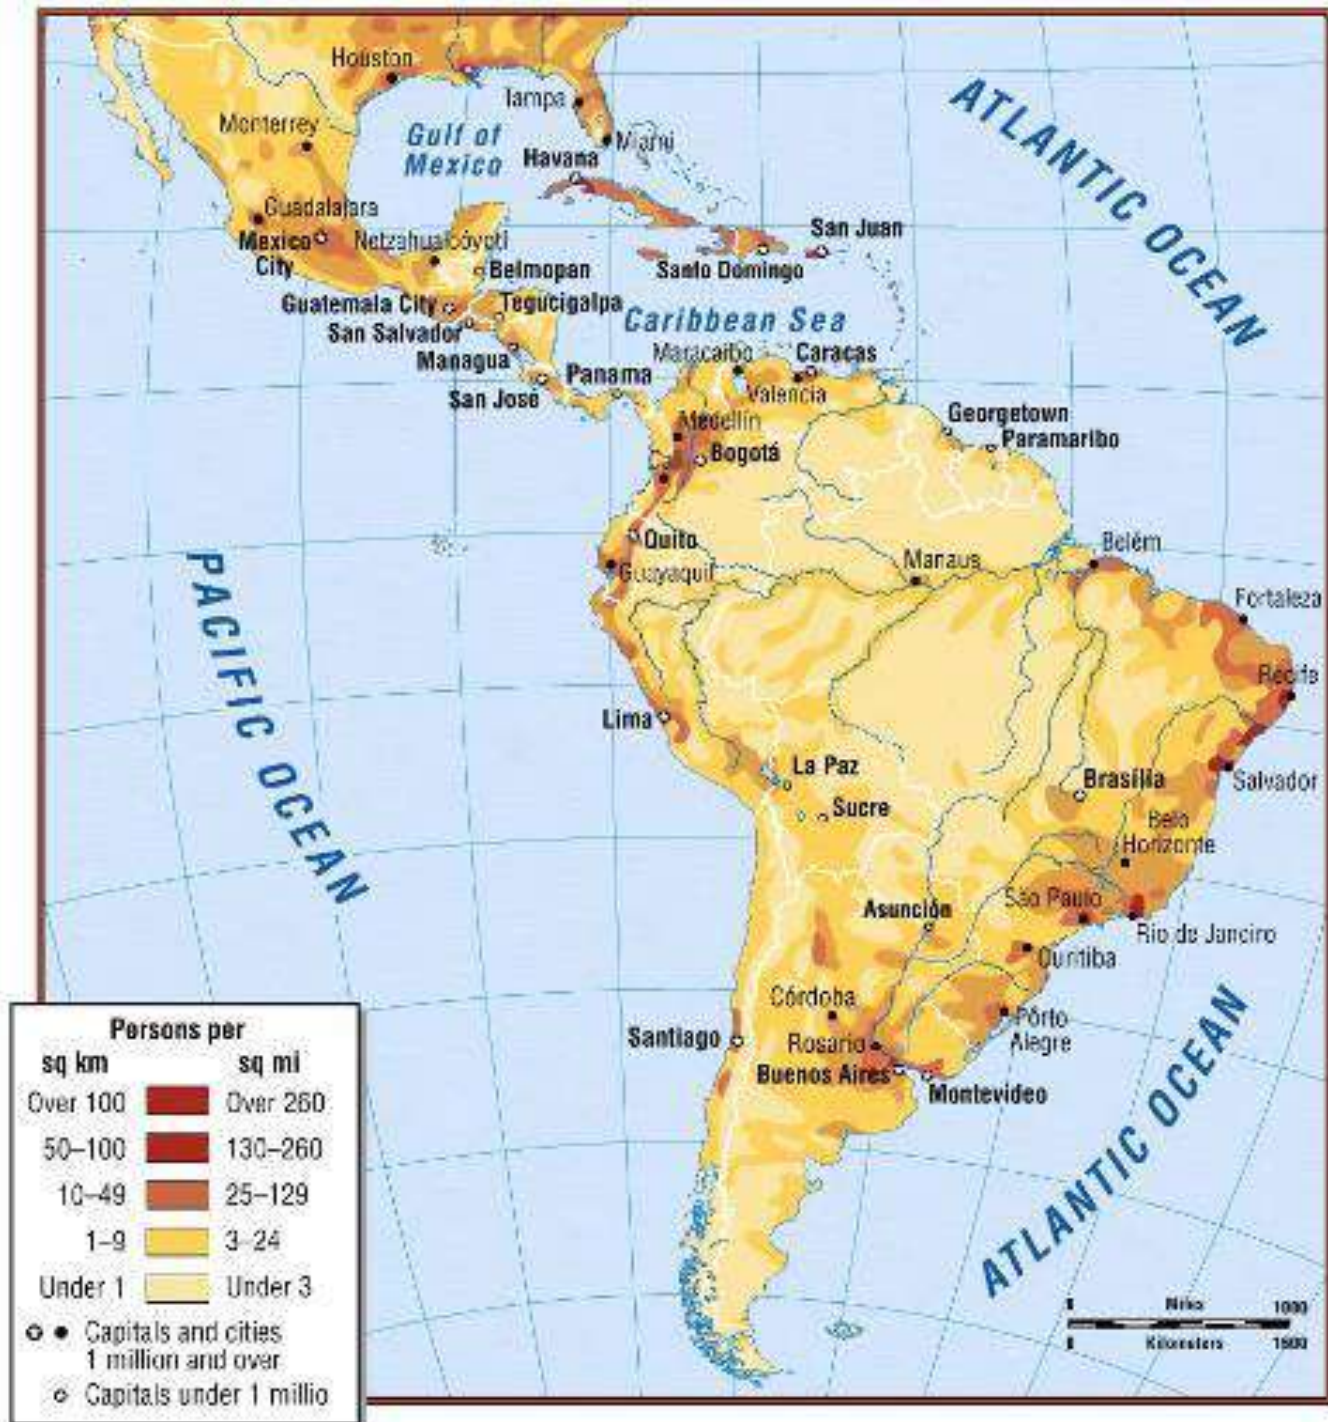 Houston
Tampa
Monterrey
Gulf of
Mexico
Miami
Havana
Guadalajara
Mexico
City
Netzahualcóyotl
San Juan
Belmopan
Santo Domingo
Guatemala City
Tegucigalpa
San Salvador
Caribbean Sea
Managua
Maracaibo
Caracas
San José
Panama
Valencia
Medellín
Georgetown
Bogotá
Paramaribo
Quito
Guayaquil
Manaus
Belém
Fortaleza
Recife
Lima
La Paz
Sucre
Brasília
Salvador
Belo
Horizonte
Asunción
São Paulo
Rio de Janeiro
Curitiba
Córdoba
Pôrto
Alegre
Santiago
Rosario
Buenos Aires
Montevideo
ATLANTIC OCEAN
PACIFIC OCEAN
ATLANTIC OCEAN
Persons per
sq km sq mi
Over 100 Over 260
50–100 130–260
10–49 25–129
1–9 3–24
Under 1 Under 3
Capitals and cities
1 million and over
Capitals under 1 millio
0 Miles 1000
0 Kilometers 1500